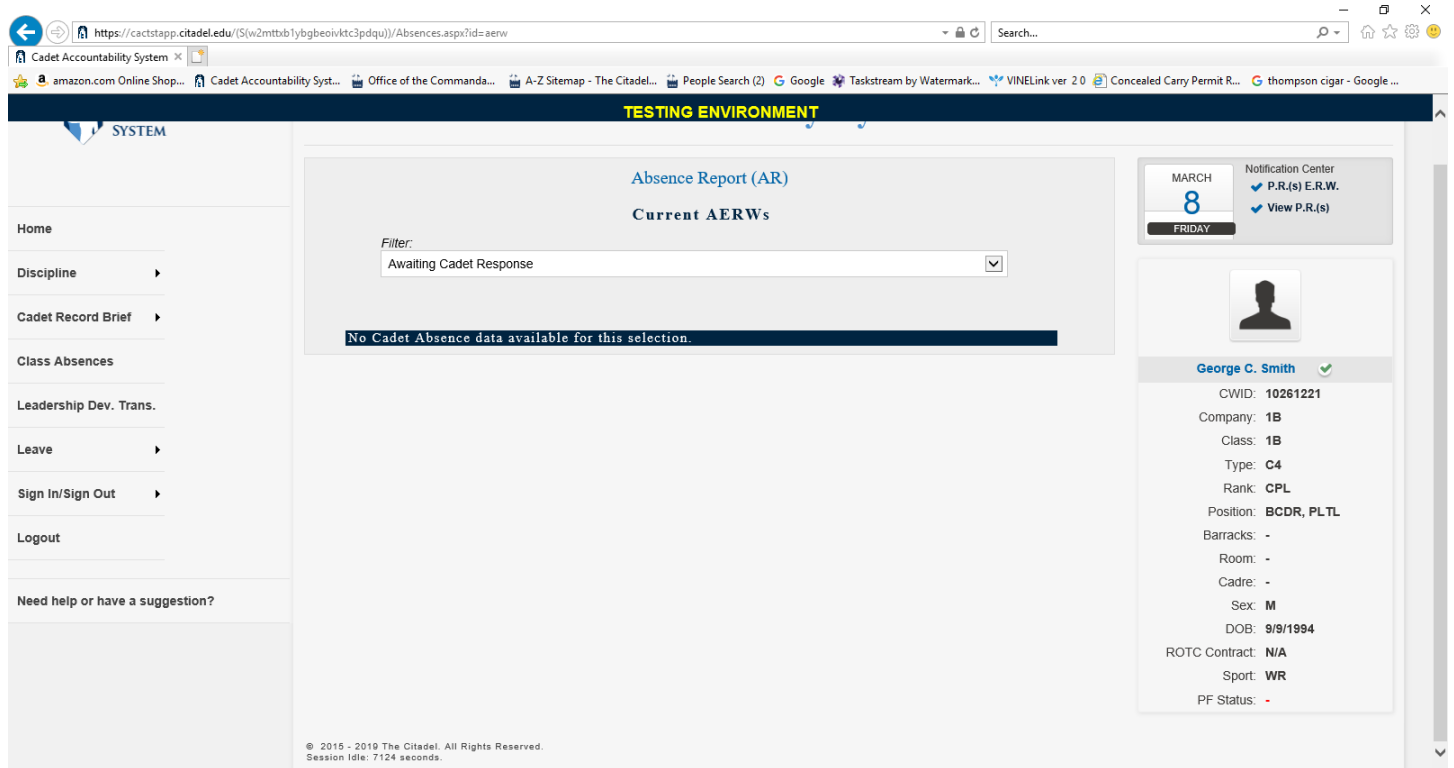 https://cactstapp.citadel.edu/(S(w2mttxb1ybgbeoivktc3pdqu))/Absences.aspx?id=aerw
Search...
Cadet Accountability System
amazon.com Online Shop...
Cadet Accountability Syst...
Office of the Commanda...
A-Z Sitemap - The Citadel...
People Search (2)
Google
Taskstream by Watermark...
VINELink ver 2 0
Concealed Carry Permit R...
thompson cigar - Google ...
TESTING ENVIRONMENT
SYSTEM
Home
Discipline
Cadet Record Brief
Class Absences
Leadership Dev. Trans.
Leave
Sign In/Sign Out
Logout
Need help or have a suggestion?
Absence Report (AR)
Current AERWs
Filter:
Awaiting Cadet Response
No Cadet Absence data available for this selection.
MARCH
8
FRIDAY
Notification Center
P.R.(s) E.R.W.
View P.R.(s)
George C. Smith
CWID: 10261221
Company: 1B
Class: 1B
Type: C4
Rank: CPL
Position: BCDR, PLTL
Barracks: -
Room: -
Cadre: -
Sex: M
DOB: 9/9/1994
ROTC Contract: N/A
Sport: WR
PF Status: -
© 2015 - 2019 The Citadel. All Rights Reserved.
Session Idle: 7124 seconds.